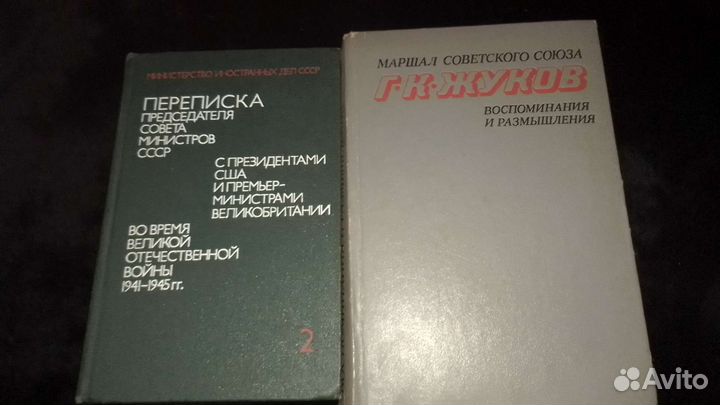 МИНИСТЕРСТВО ИНОСТРАННЫХ ДЕЛ СССР
ПЕРЕПИСКА
ПРЕДСЕДАТЕЛЯ
СОВЕТА
МИНИСТРОВ
СССР
С ПРЕЗИДЕНТАМИ
США
И ПРЕМЬЕР-
МИНИСТРАМИ
ВЕЛИКОБРИТАНИИ
ВО ВРЕМЯ
ВЕЛИКОЙ
ОТЕЧЕСТВЕННОЙ
ВОЙНЫ
1941–1945 гг.
2
МАРШАЛ СОВЕТСКОГО СОЮЗА
Г·К·ЖУКОВ
ВОСПОМИНАНИЯ
И РАЗМЫШЛЕНИЯ
Avito